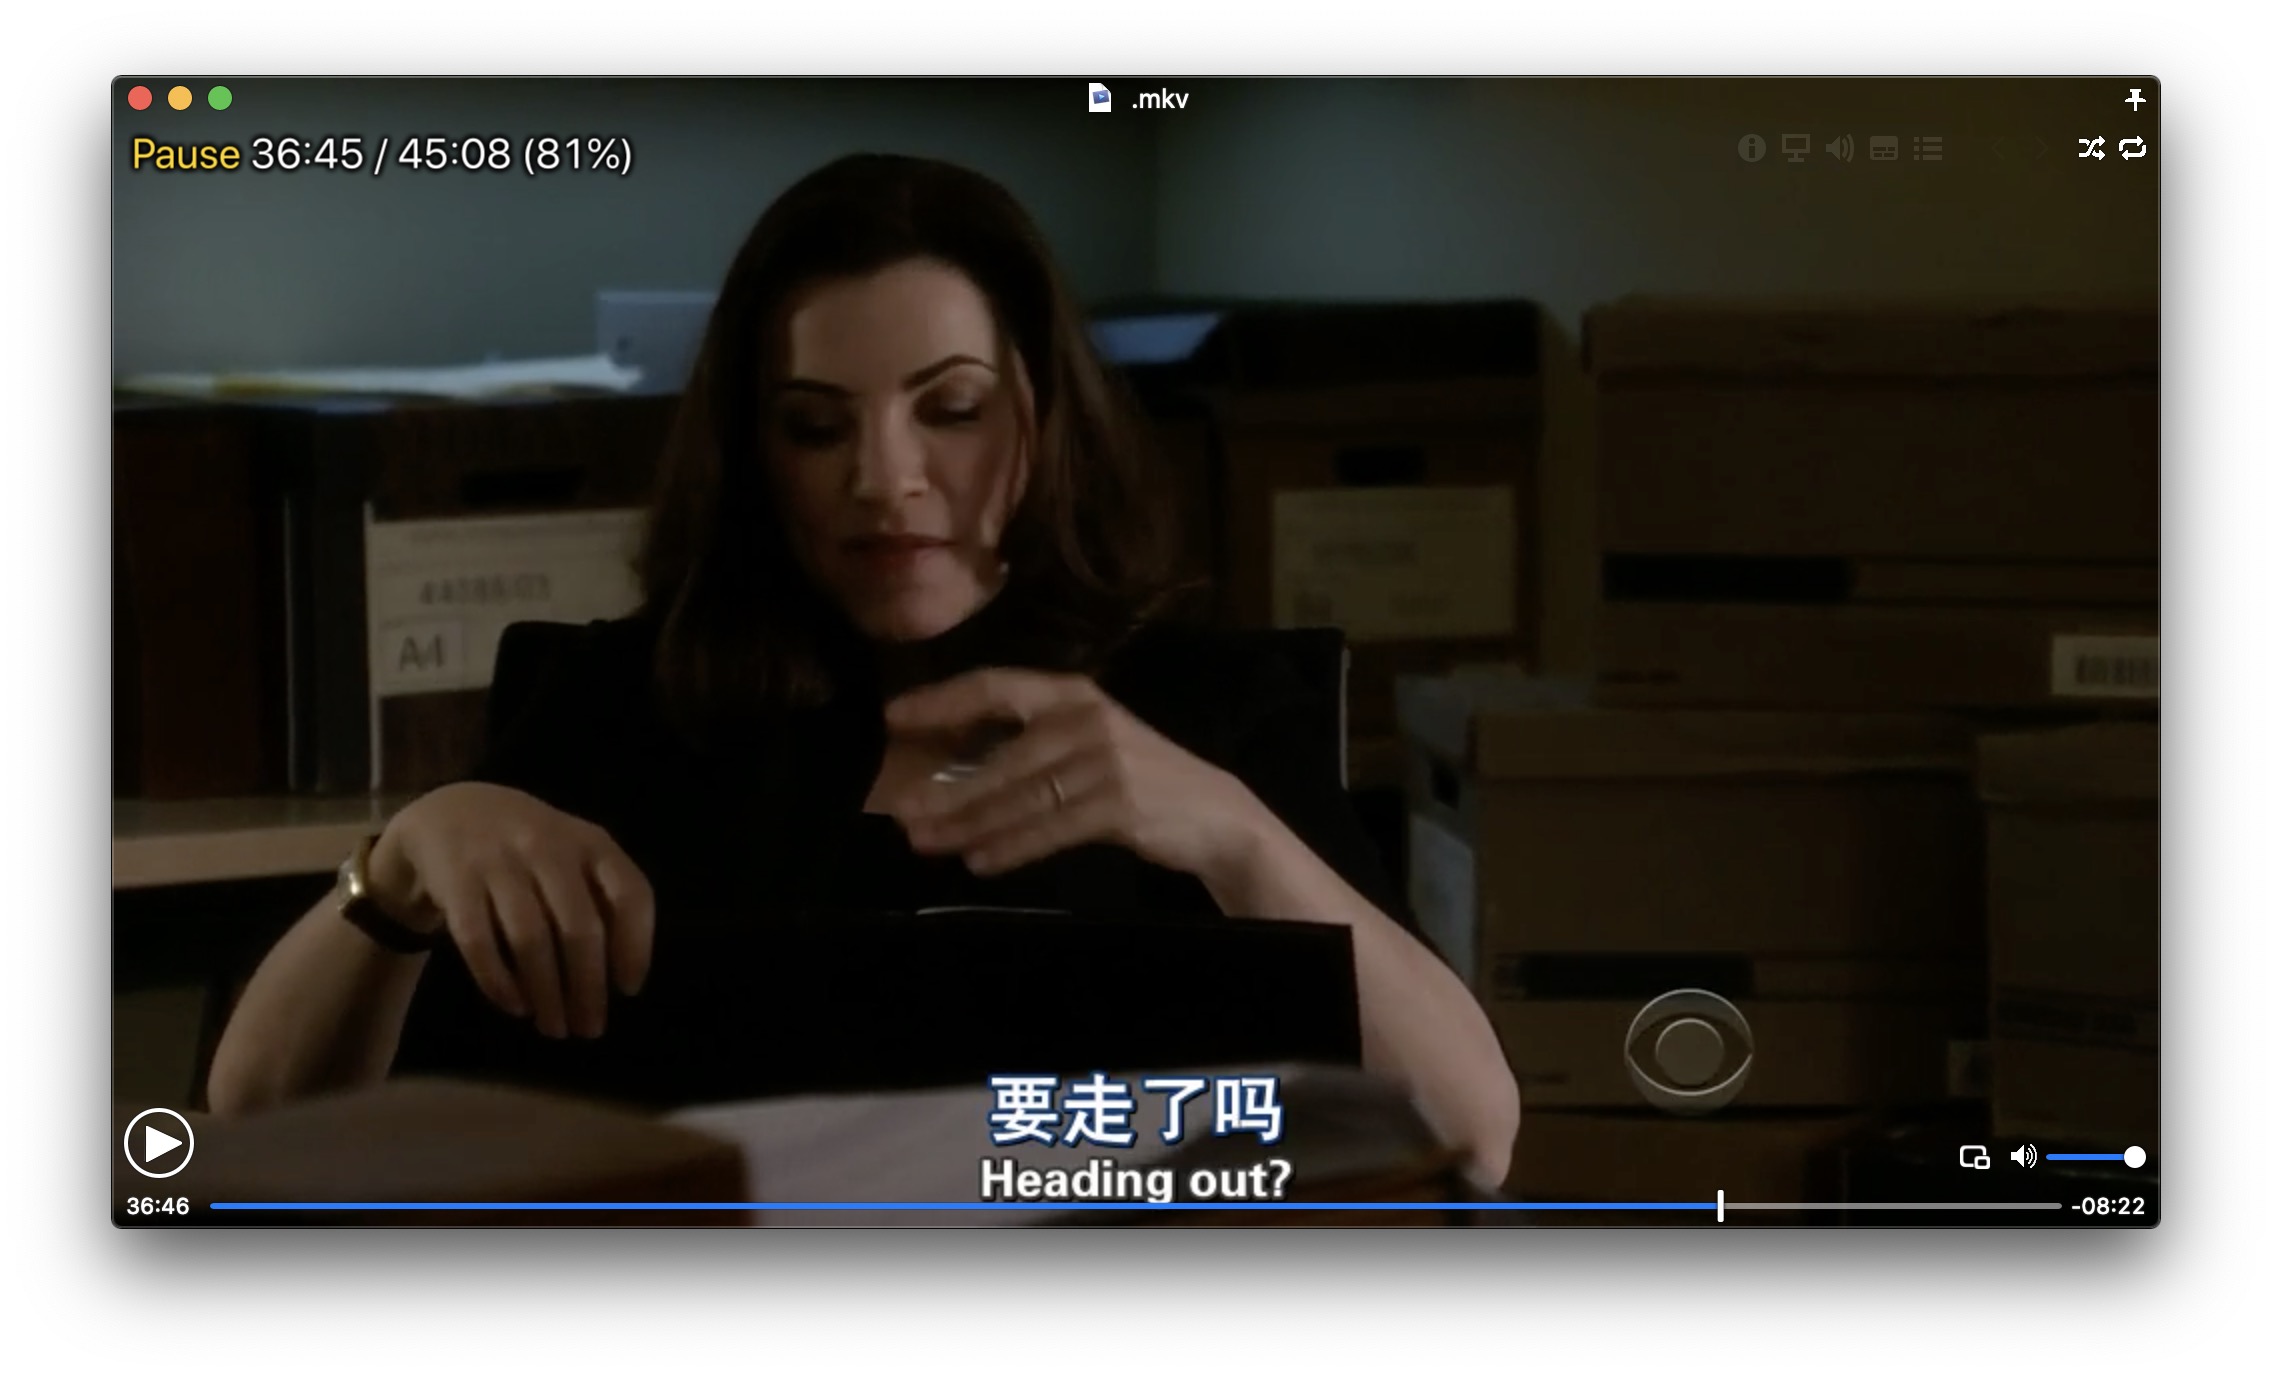 .mkv
Pause 36:45 / 45:08 (81%)
A4
要走了吗
Heading out?
36:46
-08:22